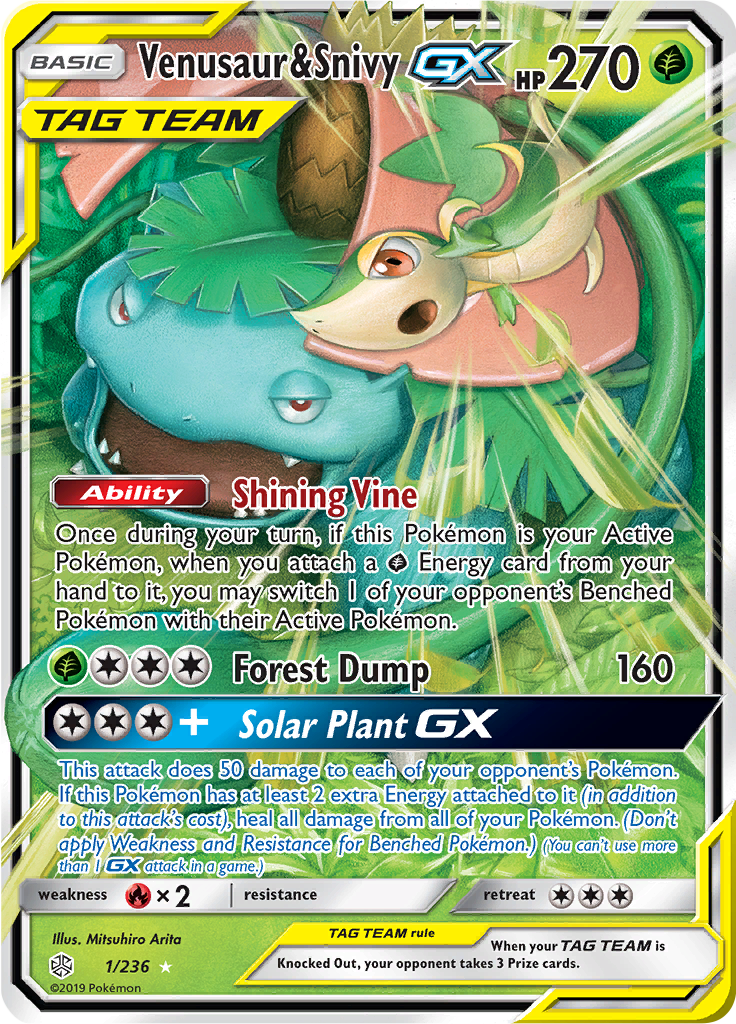 BASIC Venusaur&Snivy GX HP270
TAG TEAM
Ability Shining Vine
Once during your turn, if this Pokémon is your Active
Pokémon, when you attach a Energy card from your
hand to it, you may switch 1 of your opponent's Benched
Pokémon with their Active Pokémon.
Forest Dump 160
+ Solar Plant GX
This attack does 50 damage to each of your opponent's Pokémon.
If this Pokémon has at least 2 extra Energy attached to it (in addition
to this attack's cost), heal all damage from all of your Pokémon. (Don't
apply Weakness and Resistance for Benched Pokémon.) (You can't use more
than 1 GX attack in a game.)
weakness ×2 resistance retreat
Illus. Mitsuhiro Arita
1/236
©2019 Pokémon
TAG TEAM rule
When your TAG TEAM is
Knocked Out, your opponent takes 3 Prize cards.